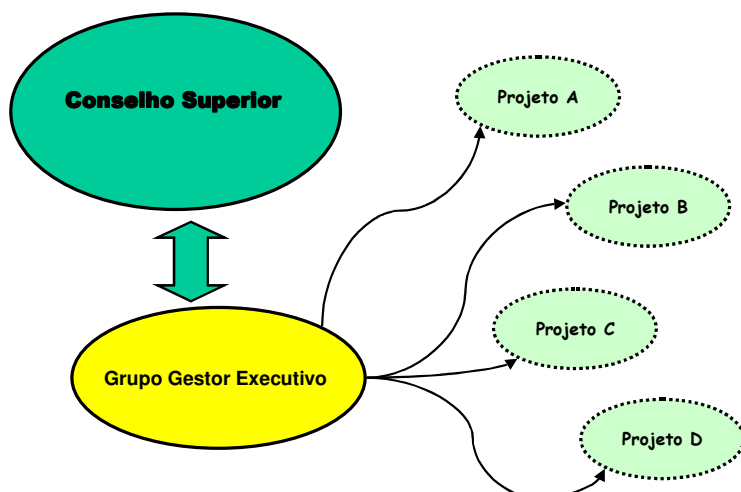 Conselho Superior
Projeto A
Projeto B
Projeto C
Grupo Gestor Executivo
Projeto D